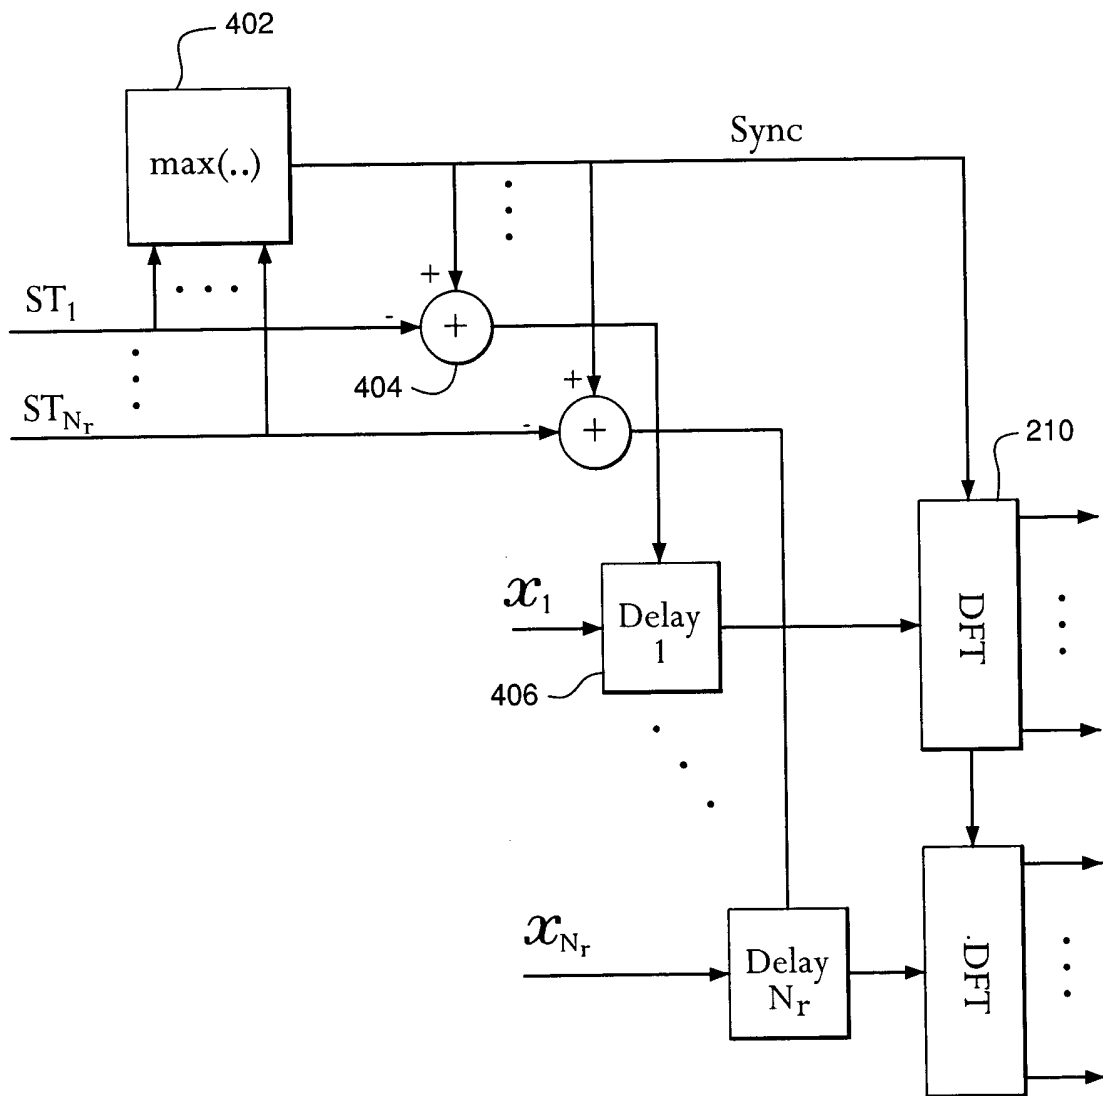 402
max(..)
Sync
ST1
+
-
+
404
STNr
+
-
+
210
x1
Delay
1
DFT
406
xNr
Delay
Nr
DFT